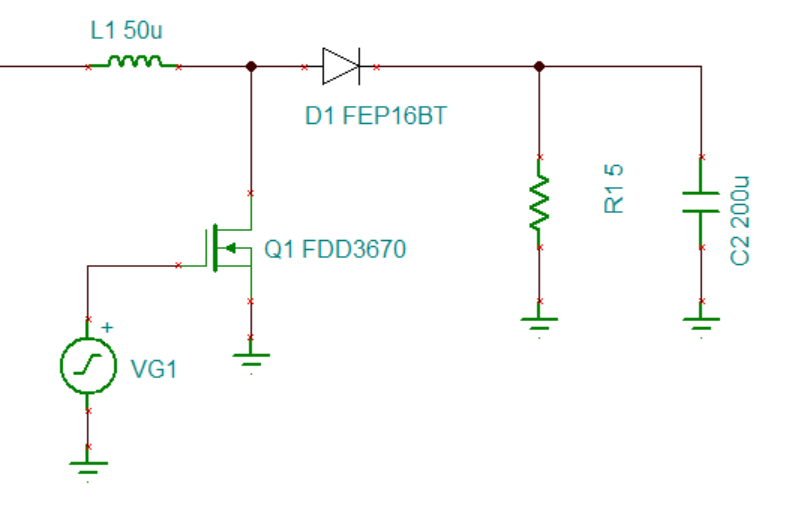 L1 50u
D1 FEP16BT
R1 5
C2 200u
Q1 FDD3670
+
VG1